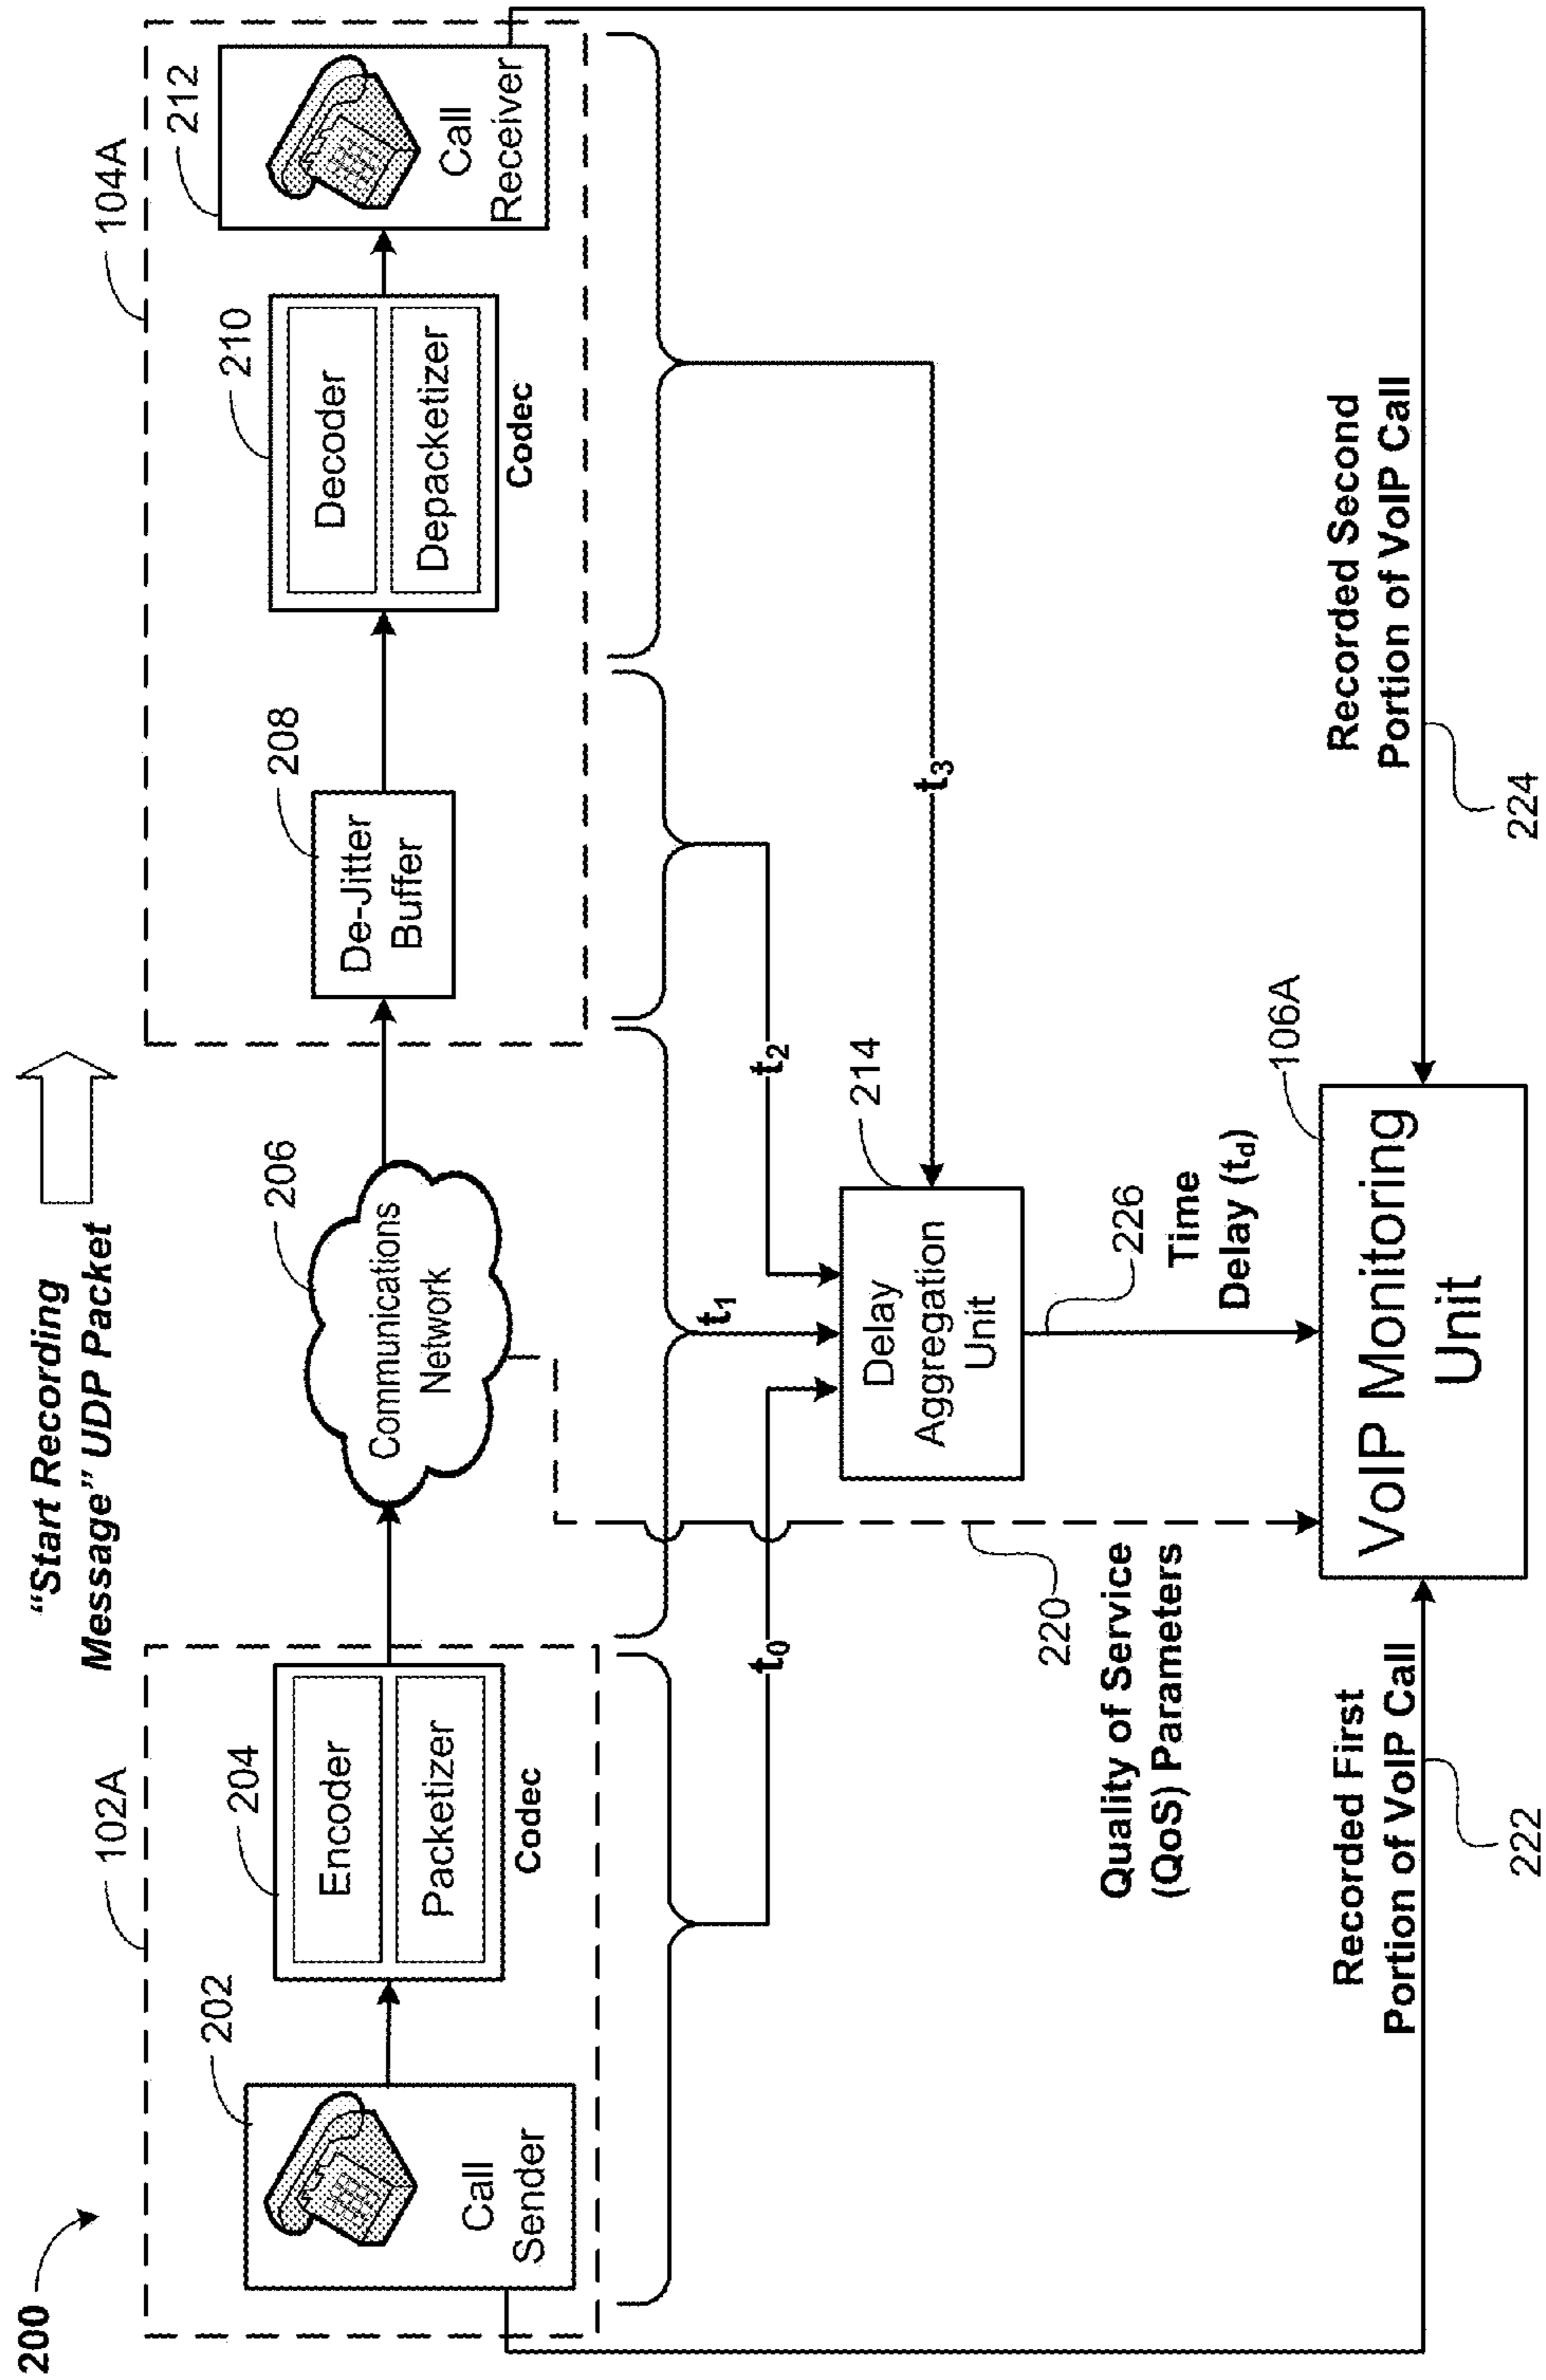 200
"Start Recording
Message" UDP Packet
102A
202
Call
Sender
204
Encoder
Packetizer
Codec
206
Communications
Network
104A
208
De-Jitter
Buffer
210
Decoder
Depacketizer
Codec
212
Call
Receiver
t0
t1
t2
t3
214
Delay
Aggregation
Unit
220
Quality of Service
(QoS) Parameters
226
Time
Delay (td)
106A
VoIP Monitoring
Unit
Recorded First
Portion of VoIP Call
222
Recorded Second
Portion of VoIP Call
224